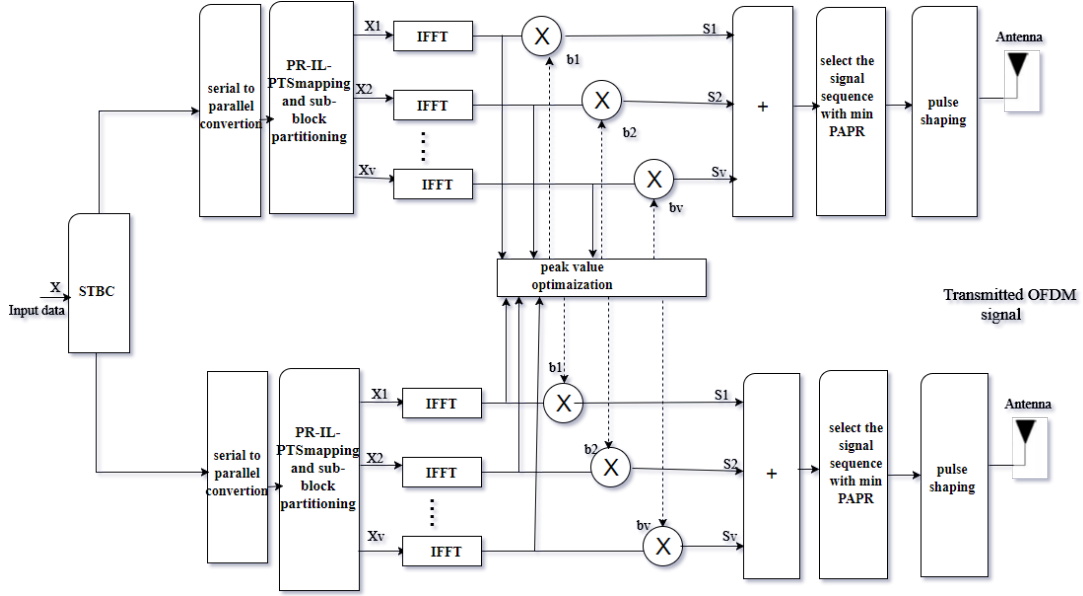 X
Input data
STBC
serial to
parallel
convertion
PR-IL-
PTSmapping
and sub-
block
partitioning
X1
X2
Xv
IFFT
IFFT
IFFT
X
b1
X
b2
X
bv
S1
S2
Sv
+
select the
signal
sequence
with min
PAPR
pulse
shaping
Antenna
peak value
optimaization
Transmitted OFDM
signal
serial to
parallel
convertion
PR-IL-
PTSmapping
and sub-
block
partitioning
X1
X2
Xv
IFFT
IFFT
IFFT
b1
X
b2
X
bv
X
S1
S2
Sv
+
select the
signal
sequence
with min
PAPR
pulse
shaping
Antenna